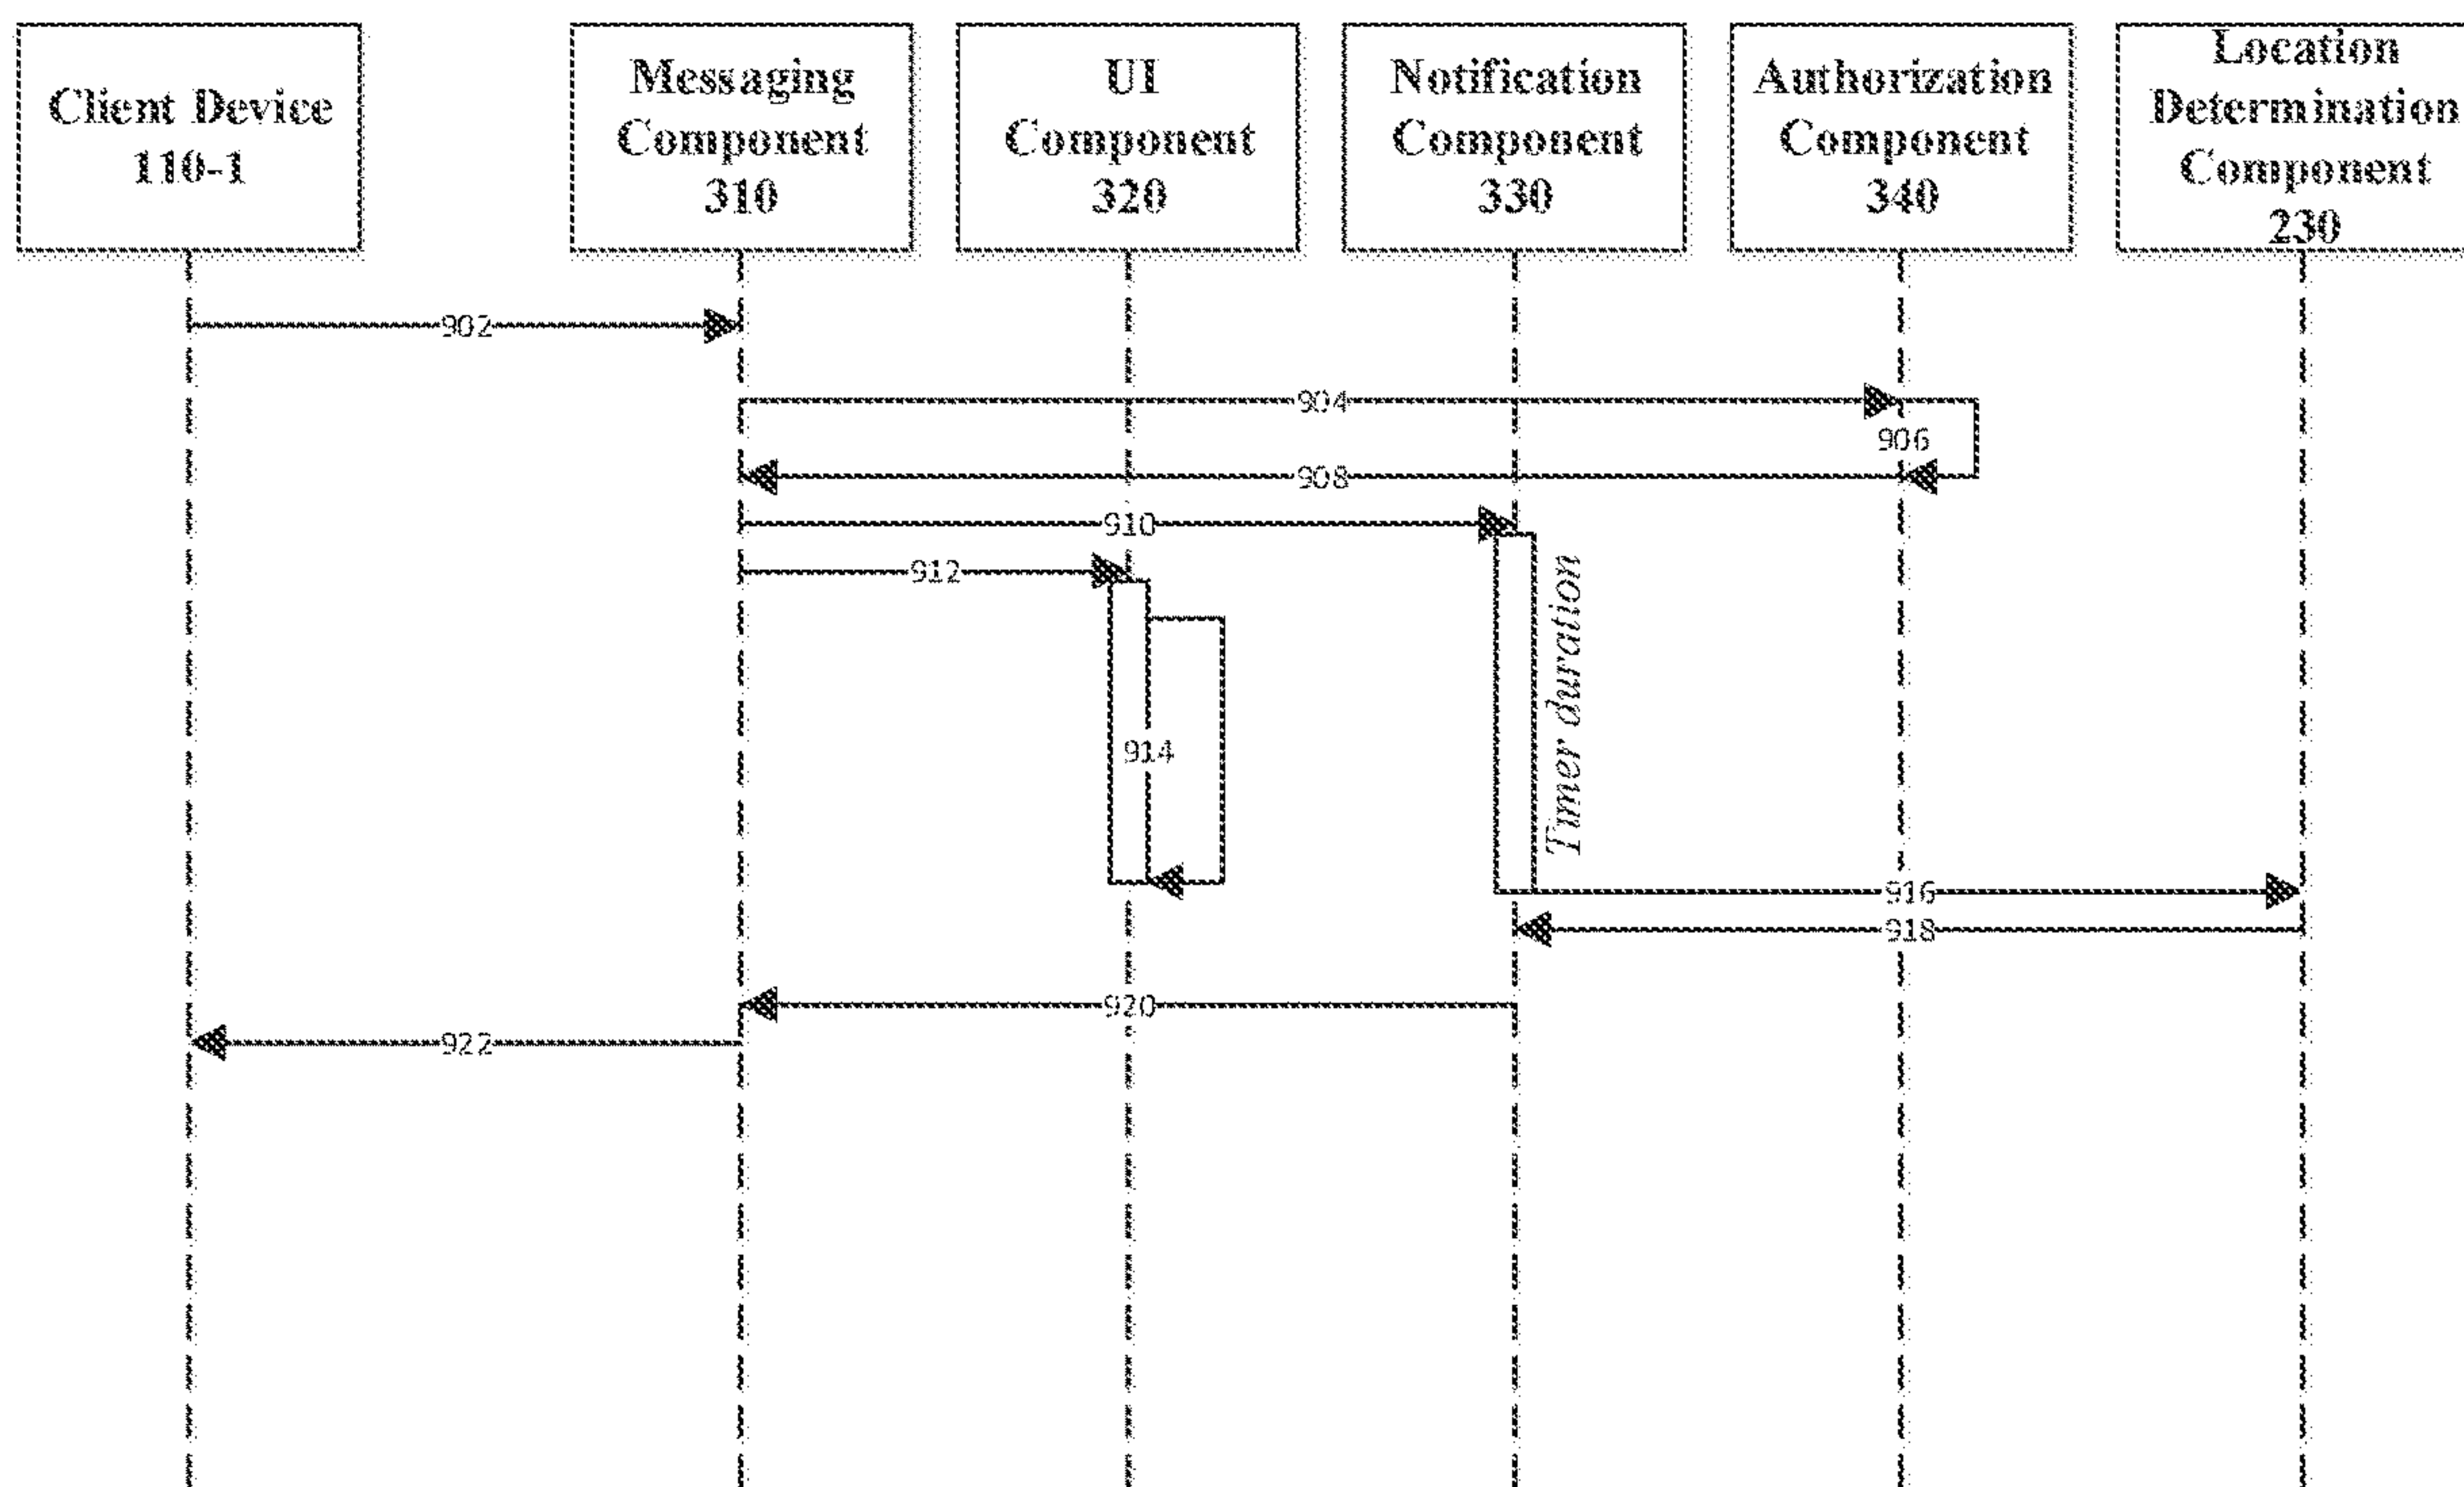 Client Device
110-1
Messaging
Component
310
UI
Component
320
Notification
Component
330
Authorization
Component
340
Location
Determination
Component
230
902
904
906
908
910
912
914
Timer duration
916
918
920
922